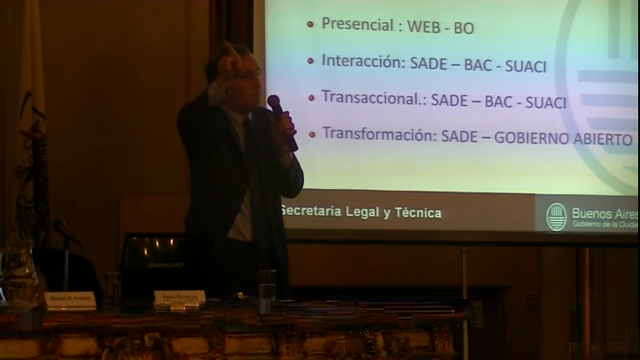 Presencial : WEB - BO
Interacción: SADE – BAC - SUACI
Transaccional.: SADE – BAC - SUACI
Transformación: SADE – GOBIERNO ABIERTO
Secretaría Legal y Técnica
Buenos Aires
Gobierno de la Ciudad